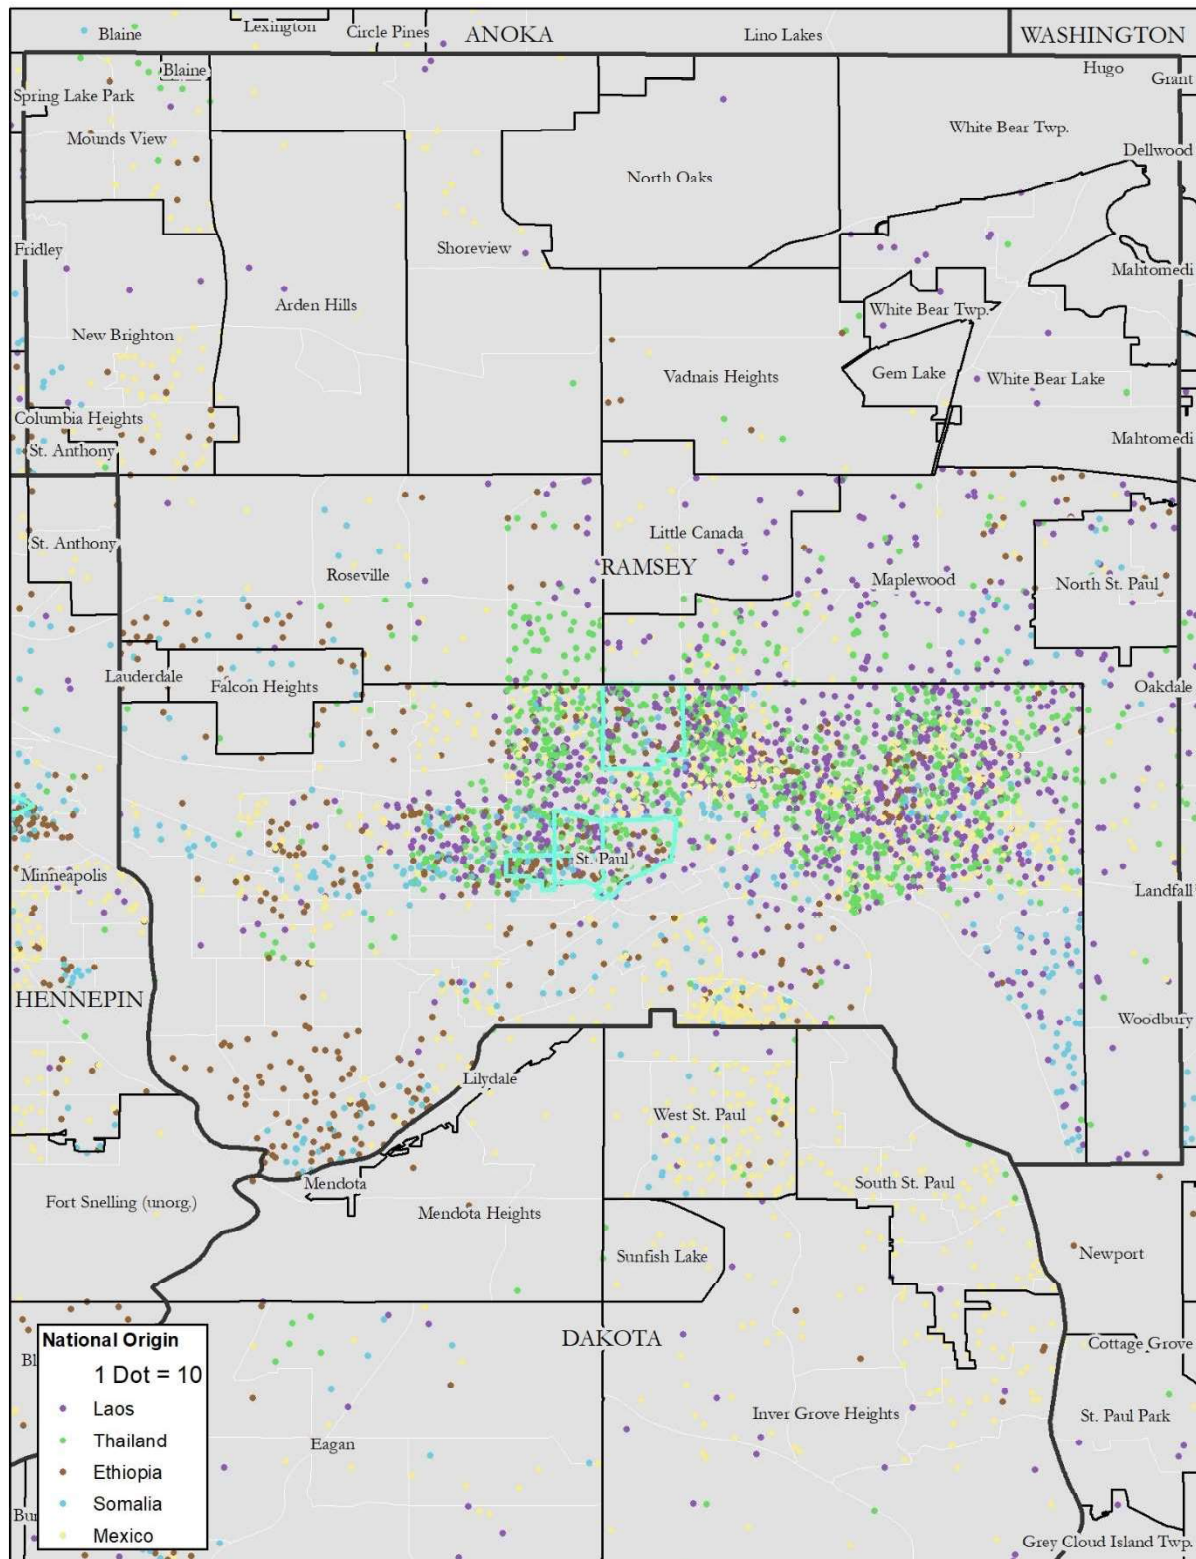 Blaine
Lexington
Circle Pines
ANOKA
Lino Lakes
WASHINGTON
Blaine
Hugo
Grant
Spring Lake Park
Mounds View
White Bear Twp.
Dellwood
North Oaks
Fridley
Shoreview
Mahtomedi
Arden Hills
White Bear Twp.
New Brighton
Vadnais Heights
Gem Lake
White Bear Lake
Columbia Heights
Mahtomedi
St. Anthony
St. Anthony
Little Canada
RAMSEY
Roseville
Maplewood
North St. Paul
Lauderdale
Falcon Heights
Oakdale
St. Paul
Minneapolis
Landfall
HENNEPIN
Woodbury
Lilydale
West St. Paul
Mendota
South St. Paul
Fort Snelling (unorg.)
Mendota Heights
Sunfish Lake
Newport
DAKOTA
Cottage Grove
Inver Grove Heights
St. Paul Park
Eagan
Grey Cloud Island Twp.
Bl
Bu
National Origin
1 Dot = 10
Laos
Thailand
Ethiopia
Somalia
Mexico